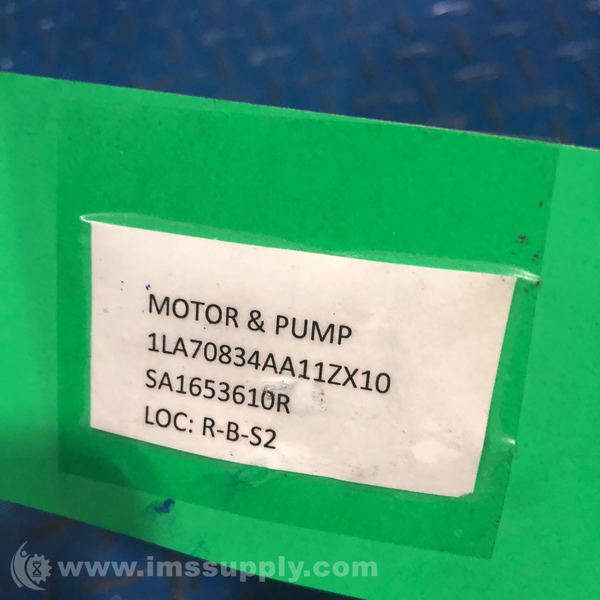 MOTOR & PUMP
1LA70834AA11ZX10
SA1653610R
LOC: R-B-S2
www.imssupply.com